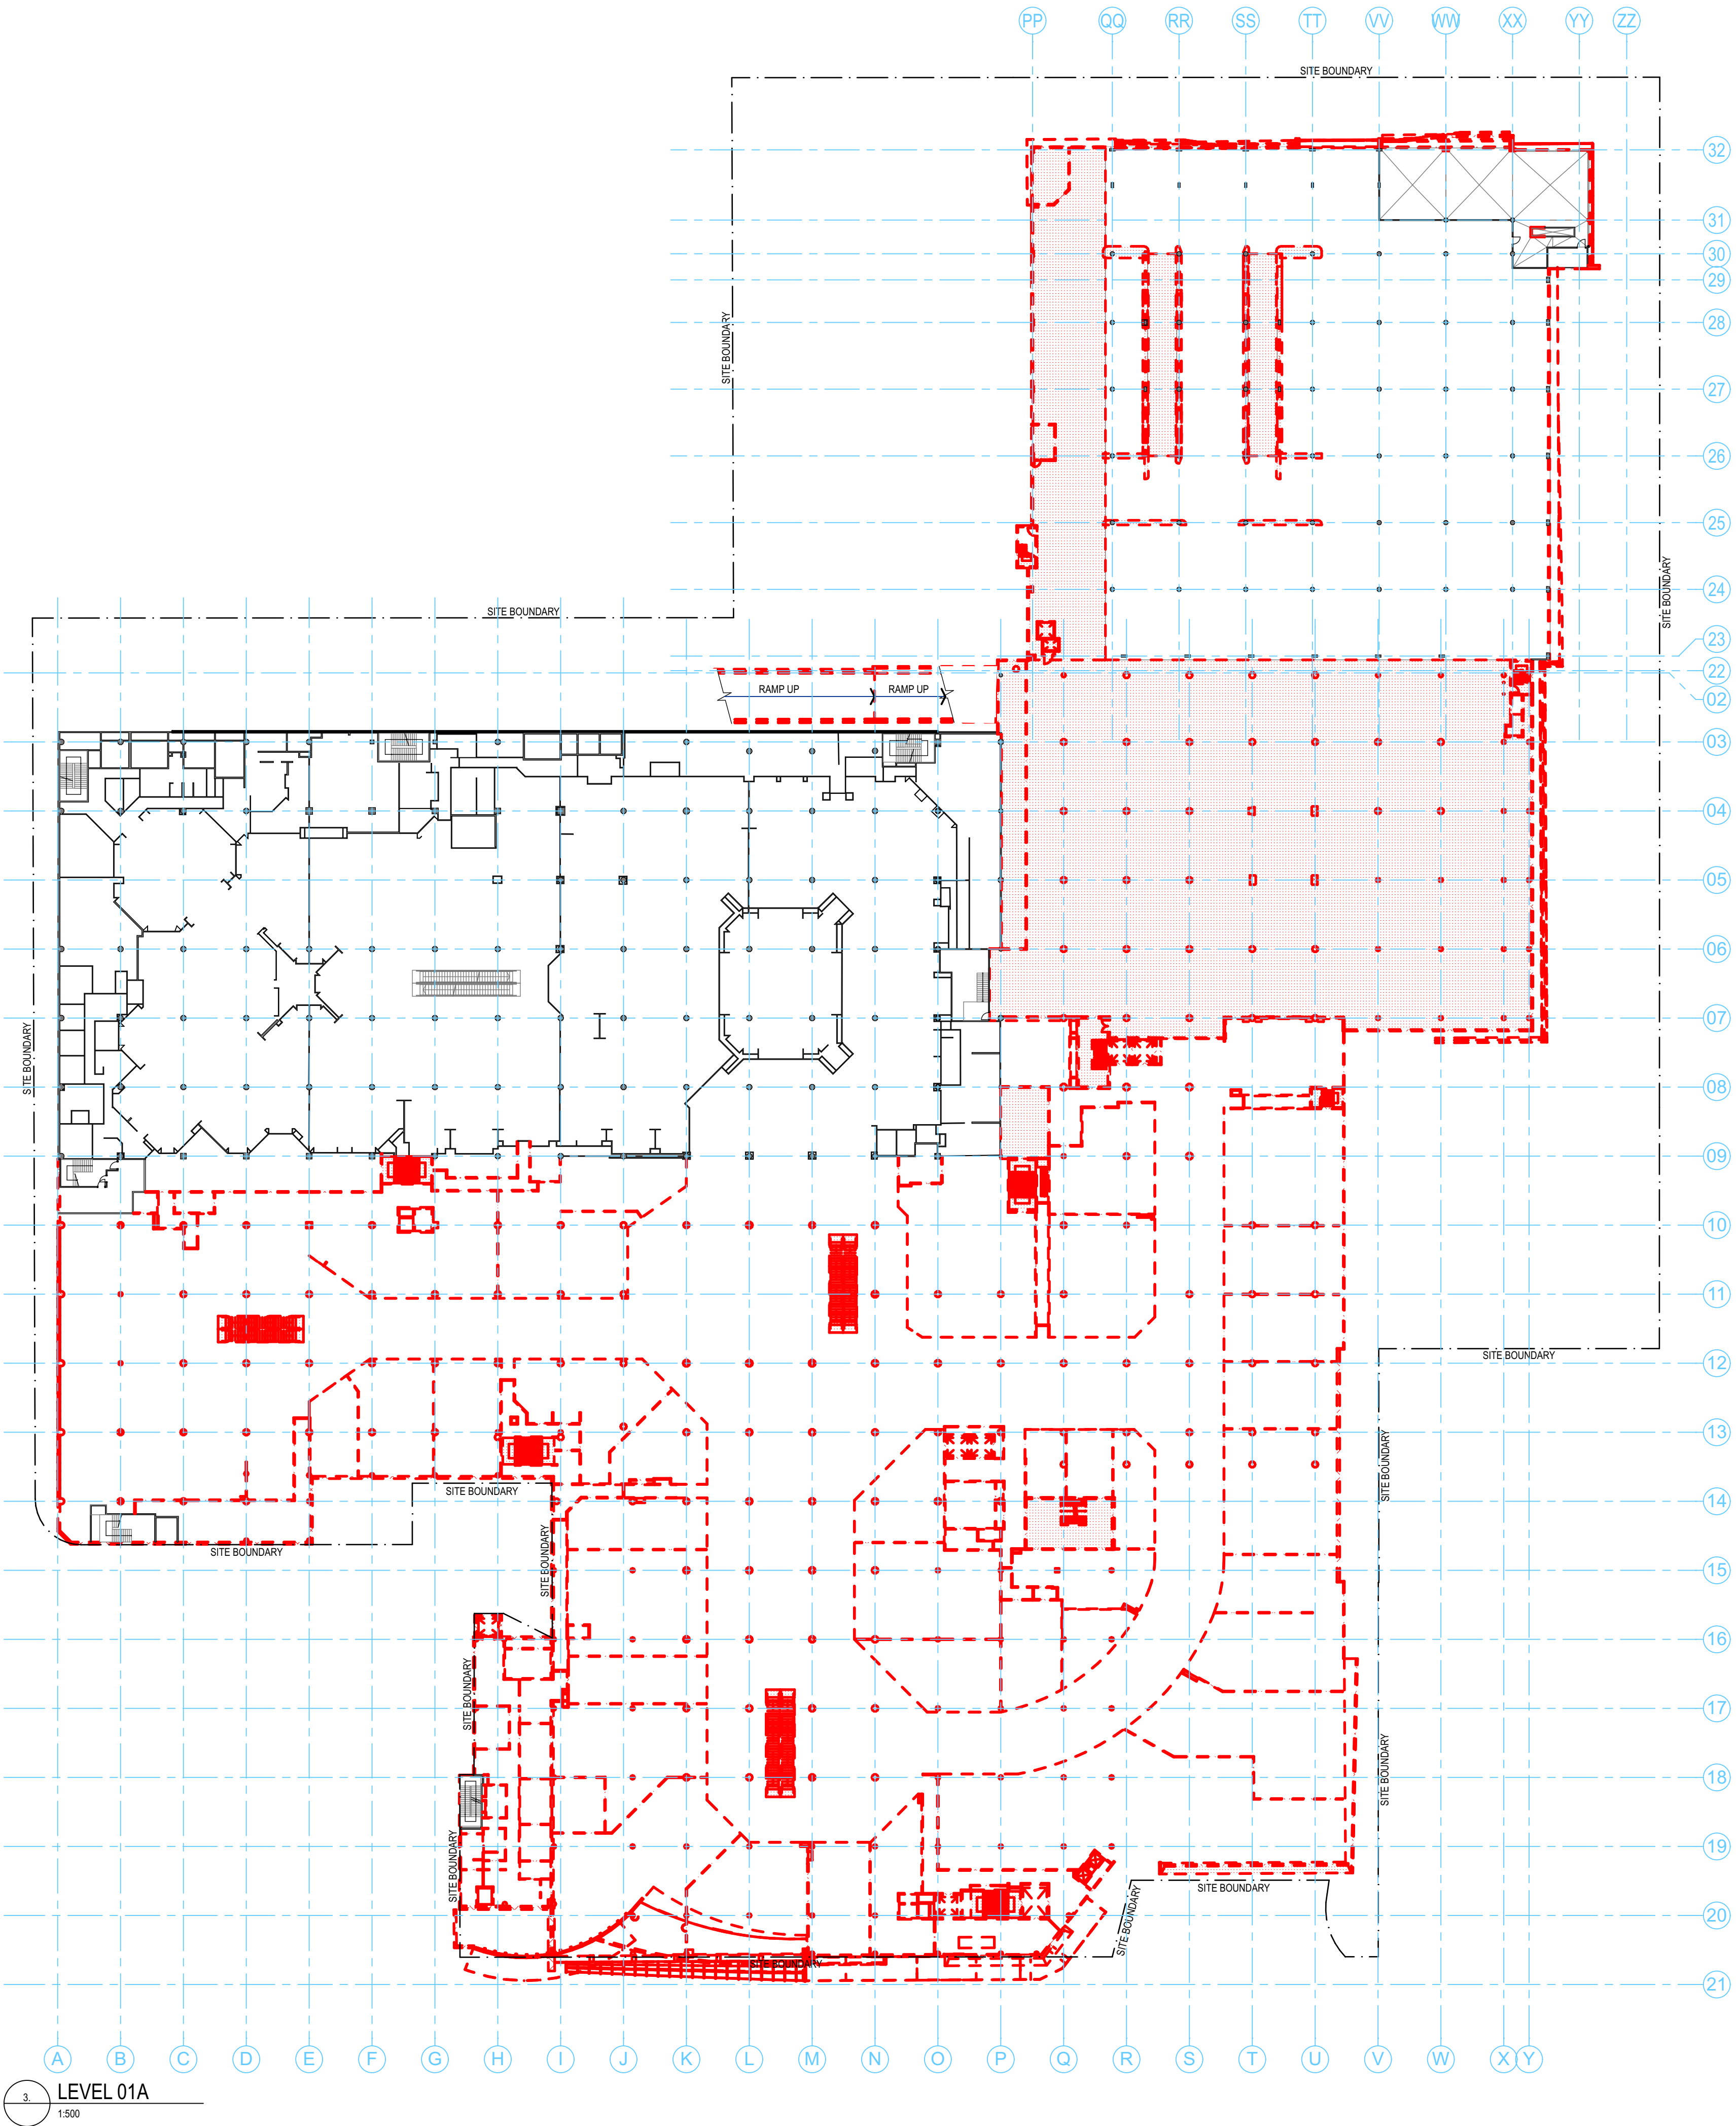 PP QQ RR SS TT VV WW XX YY ZZ
SITE BOUNDARY
32
31
30
29
SITE BOUNDARY
28
27
26
25
SITE BOUNDARY
24
SITE BOUNDARY
23
22
RAMP UP RAMP UP
02
03
04
05
06
SITE BOUNDARY
07
08
09
10
11
SITE BOUNDARY
12
SITE BOUNDARY
13
SITE BOUNDARY
14
SITE BOUNDARY
SITE BOUNDARY
15
16
SITE BOUNDARY
17
SITE BOUNDARY
18
SITE BOUNDARY
19
SITE BOUNDARY
SITE BOUNDARY
20
SITE BOUNDARY
21
A B C D E F G H I J K L M N O P Q R S T U V W X Y
3. LEVEL 01A
1:500